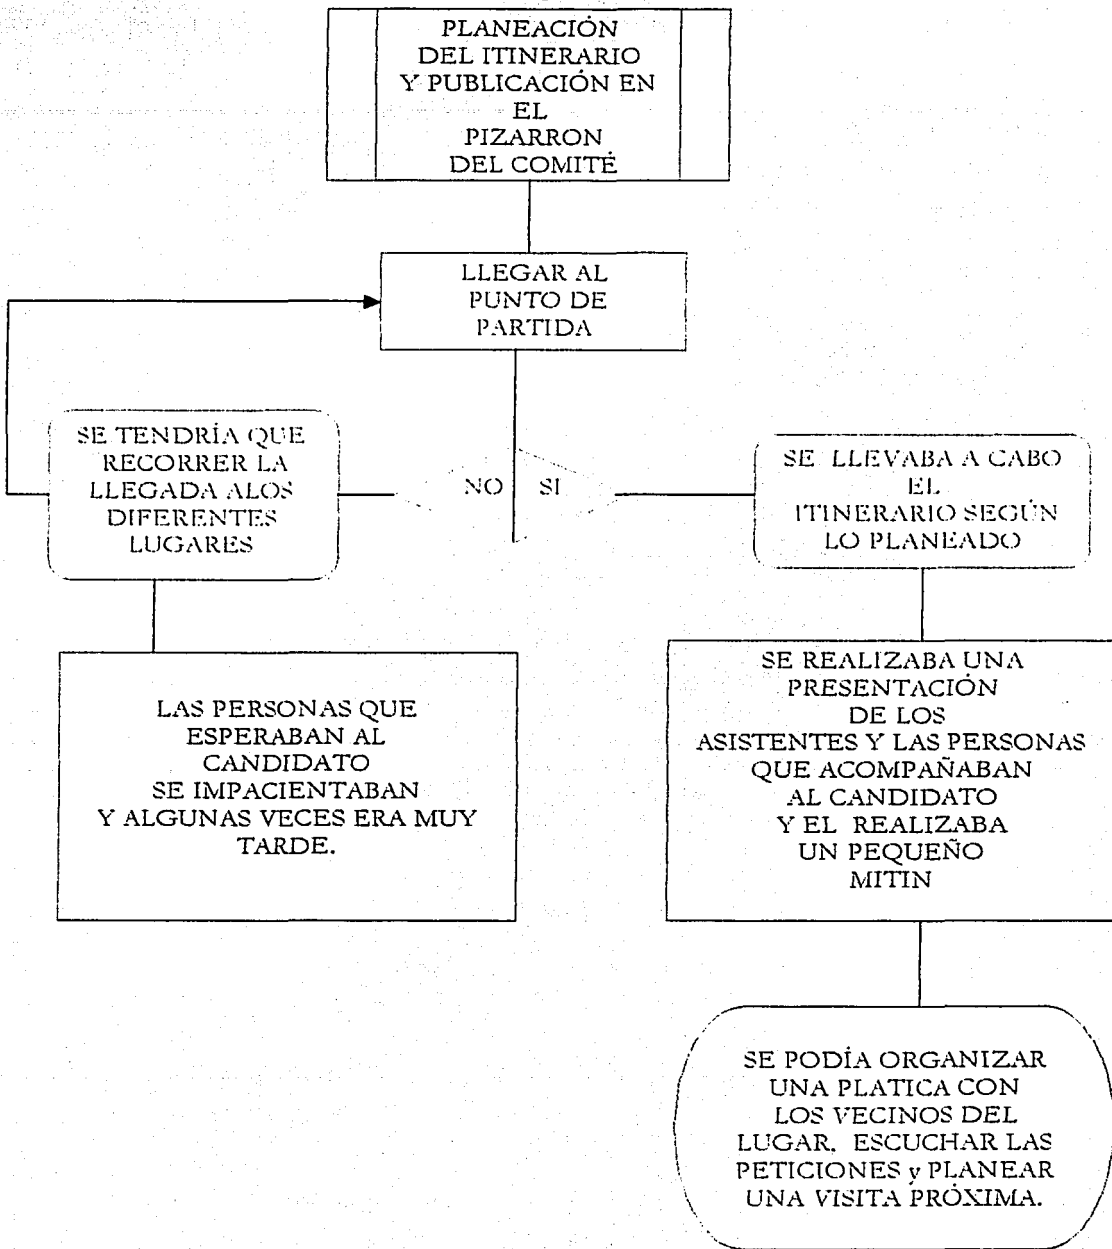 PLANEACIÓN
DEL ITINERARIO
Y PUBLICACIÓN EN
EL
PIZARRON
DEL COMITÉ
LLEGAR AL
PUNTO DE
PARTIDA
SE TENDRÍA QUE
RECORRER LA
LLEGADA ALOS
DIFERENTES
LUGARES
NO SI
SE LLEVABA A CABO
EL
ITINERARIO SEGÚN
LO PLANEADO
LAS PERSONAS QUE
ESPERABAN AL
CANDIDATO
SE IMPACIENTABAN
Y ALGUNAS VECES ERA MUY
TARDE.
SE REALIZABA UNA
PRESENTACIÓN
DE LOS
ASISTENTES Y LAS PERSONAS
QUE ACOMPAÑABAN
AL CANDIDATO
Y EL REALIZABA
UN PEQUEÑO
MITIN
SE PODÍA ORGANIZAR
UNA PLATICA CON
LOS VECINOS DEL
LUGAR. ESCUCHAR LAS
PETICIONES y PLANEAR
UNA VISITA PRÓXIMA.